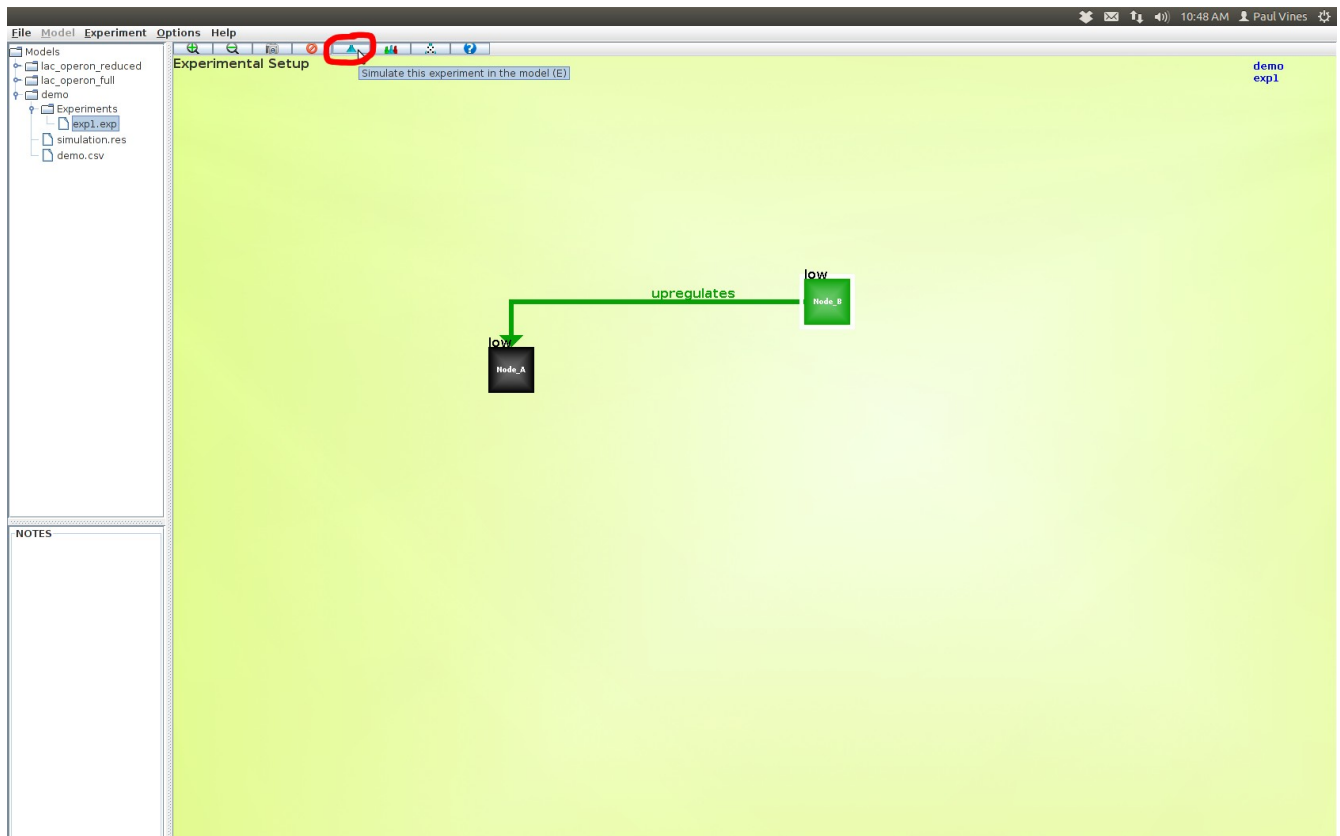 10:48 AM Paul Vines
File Model Experiment Options Help
Models
lac_operon_reduced
lac_operon_full
demo
Experiments
exp1.exp
simulation.res
demo.csv
Experimental Setup
Simulate this experiment in the model (E)
demo
exp1
low
upregulates
Node_B
low
Node_A
NOTES